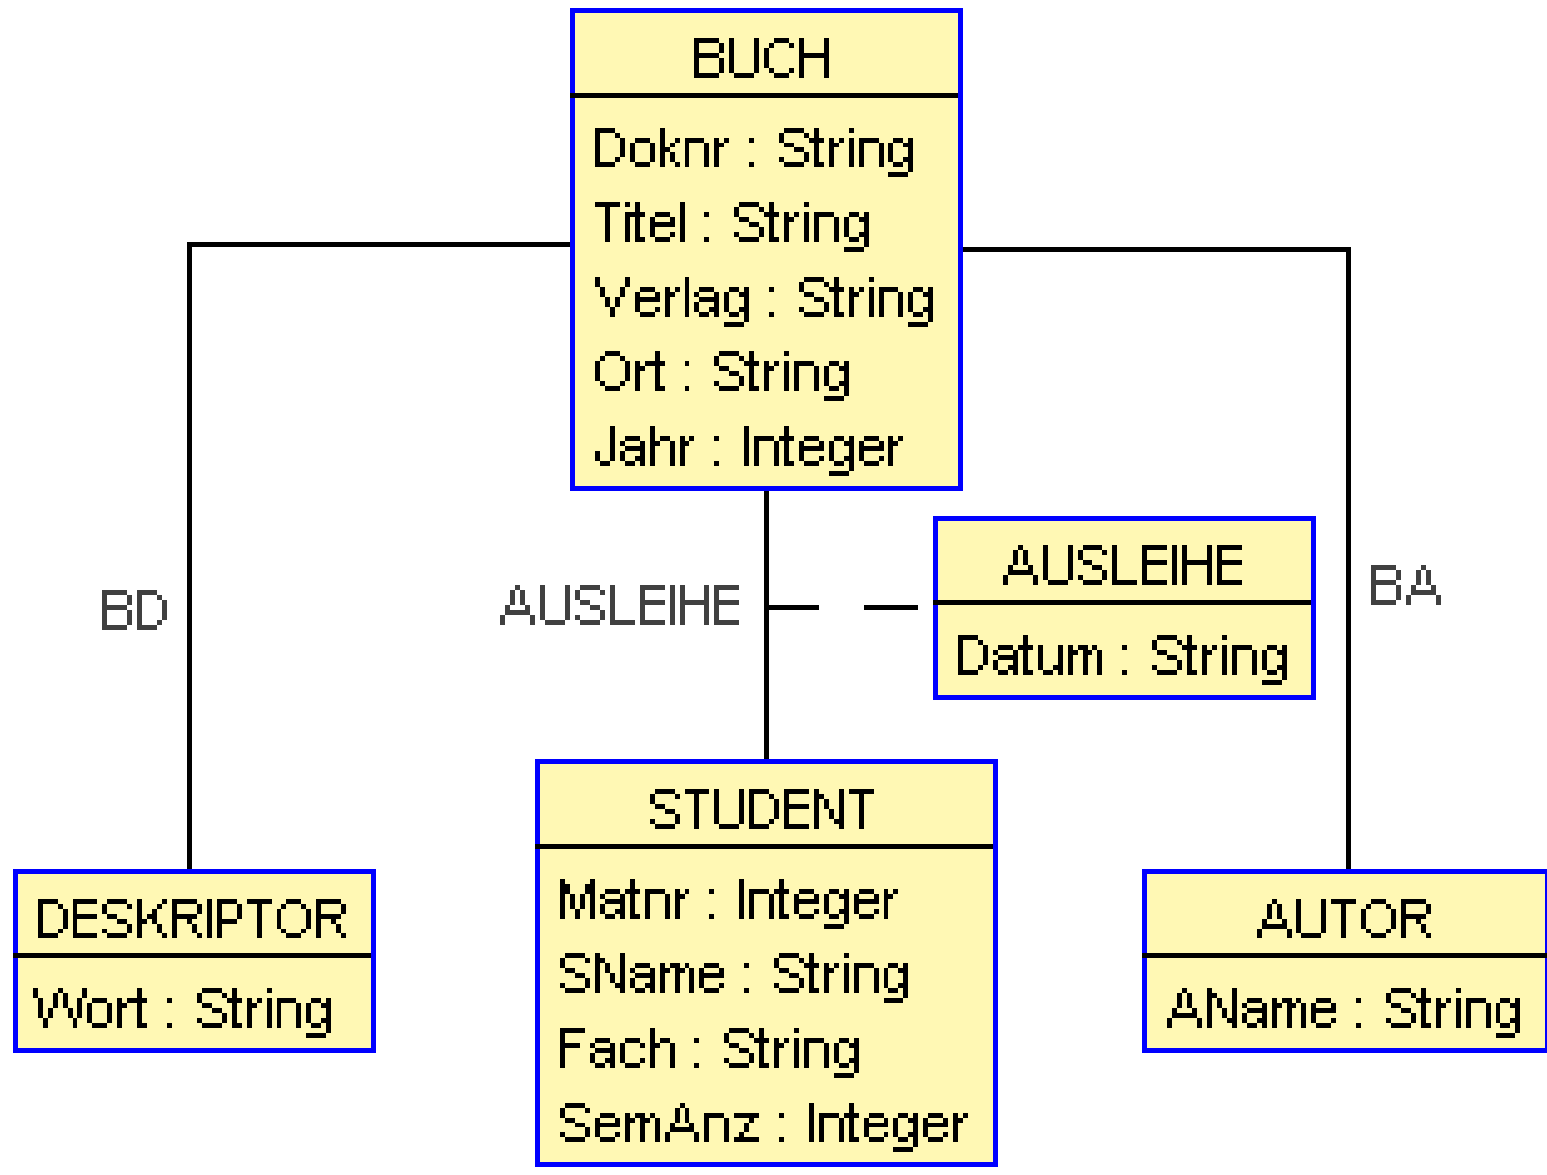 BUCH
Doknr : String
Titel : String
Verlag : String
Ort : String
Jahr : Integer
BD
AUSLEIHE
AUSLEIHE
Datum : String
BA
STUDENT
Matnr : Integer
SName : String
Fach : String
SemAnz : Integer
DESKRIPTOR
Wort : String
AUTOR
AName : String